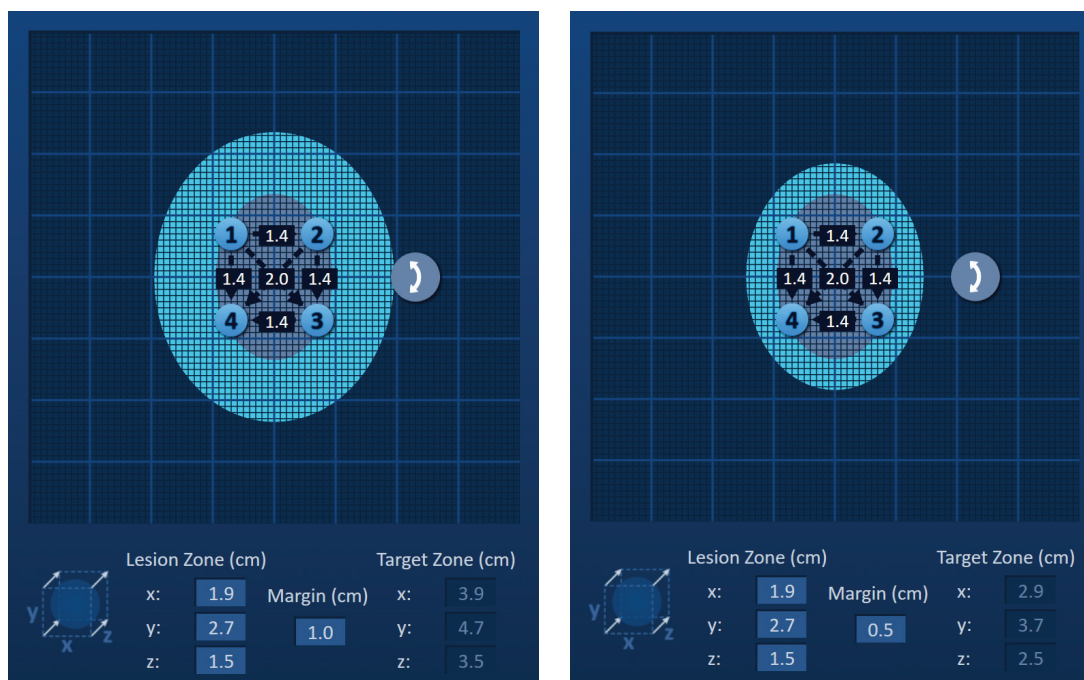 1 1.4 2
1.4 2.0 1.4
4 1.4 3
Lesion Zone (cm) Target Zone (cm)
x: 1.9 Margin (cm) x: 3.9
y: 2.7 1.0 y: 4.7
z: 1.5 z: 3.5
y x z
1 1.4 2
1.4 2.0 1.4
4 1.4 3
Lesion Zone (cm) Target Zone (cm)
x: 1.9 Margin (cm) x: 2.9
y: 2.7 0.5 y: 3.7
z: 1.5 z: 2.5
y x z